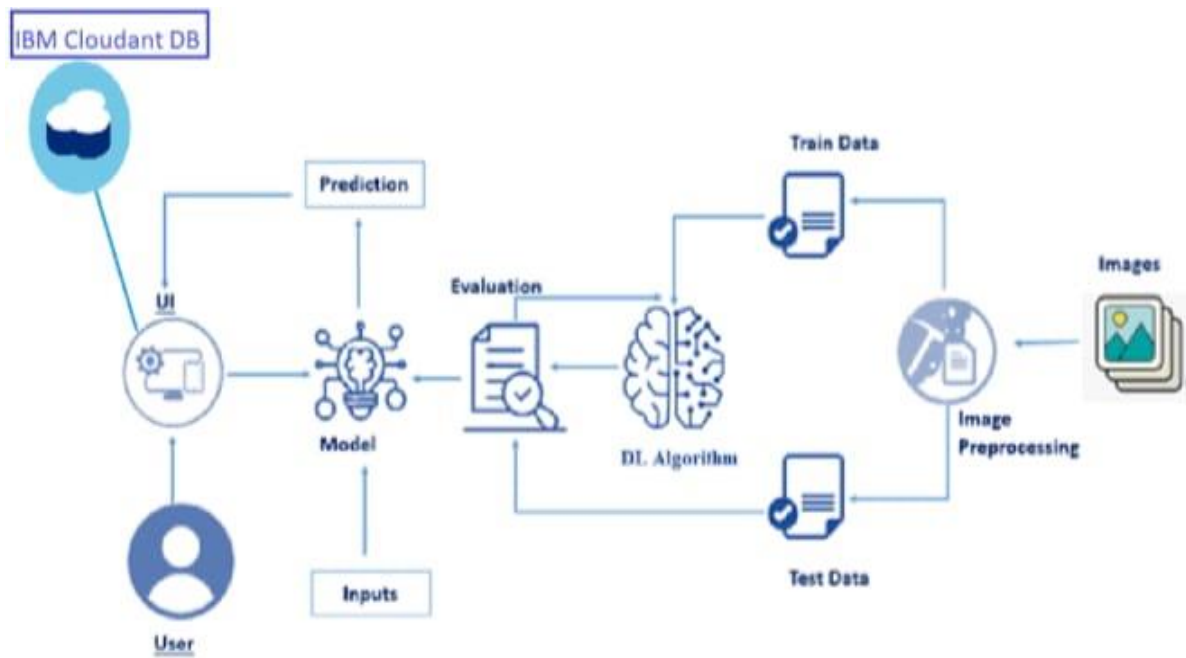 IBM Cloudant DB
Train Data
Prediction
Images
Evaluation
UI
Image
Preprocessing
Model
DL Algorithm
Test Data
Inputs
User